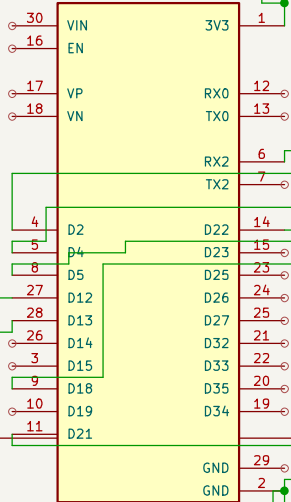 30 VIN 3V3 1
16 EN
17 VP RX0 12
18 VN TX0 13
RX2 6
TX2 7
4 D2 D22 14
5 D4 D23 15
8 D5 D25 23
27 D12 D26 24
28 D13 D27 25
26 D14 D32 21
3 D15 D33 22
9 D18 D35 20
10 D19 D34 19
11 D21
GND 29
GND 2